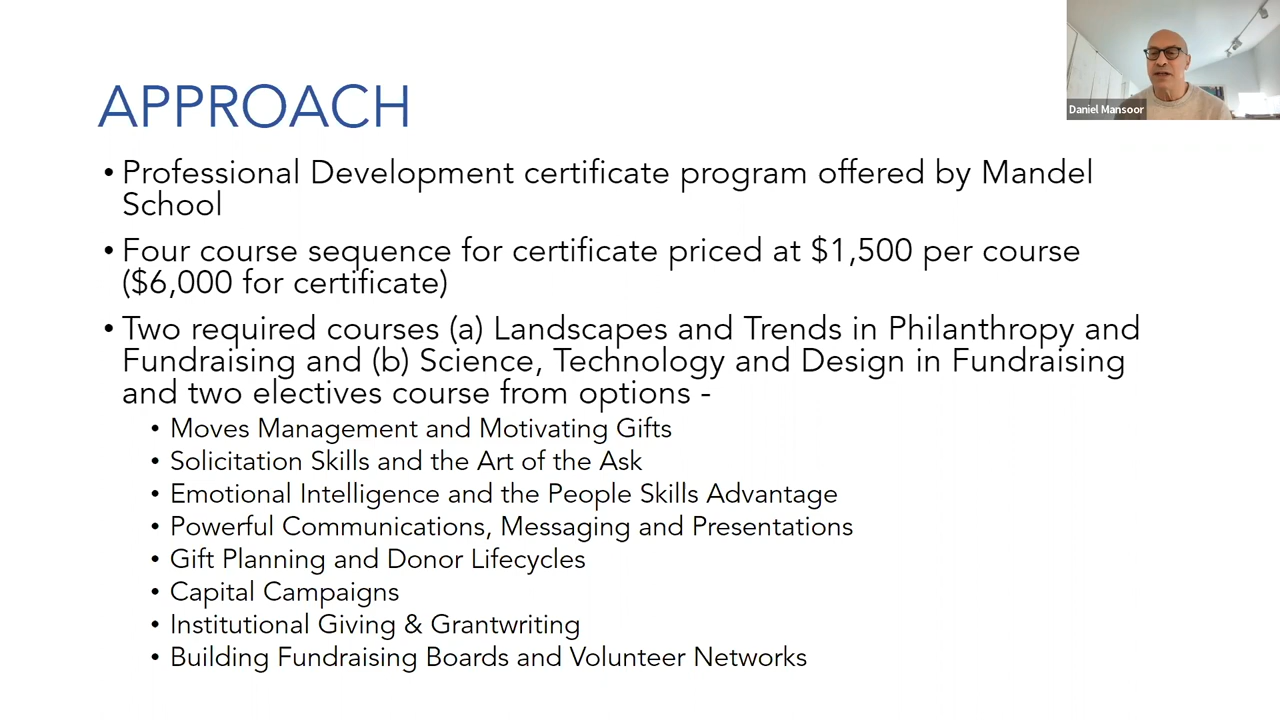 APPROACH
Daniel Mansoor
• Professional Development certificate program offered by Mandel
School
• Four course sequence for certificate priced at $1,500 per course
($6,000 for certificate)
• Two required courses (a) Landscapes and Trends in Philanthropy and
Fundraising and (b) Science, Technology and Design in Fundraising
and two electives course from options -
• Moves Management and Motivating Gifts
• Solicitation Skills and the Art of the Ask
• Emotional Intelligence and the People Skills Advantage
• Powerful Communications, Messaging and Presentations
• Gift Planning and Donor Lifecycles
• Capital Campaigns
• Institutional Giving & Grantwriting
• Building Fundraising Boards and Volunteer Networks